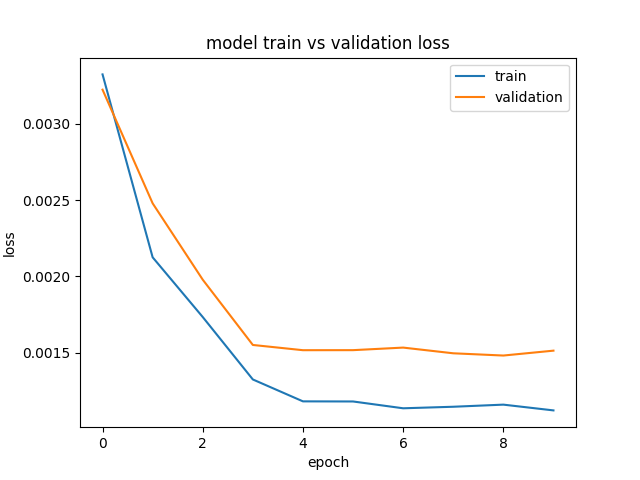 model train vs validation loss
train
validation
0.0030
0.0025
0.0020
0.0015
loss
0 2 4 6 8
epoch